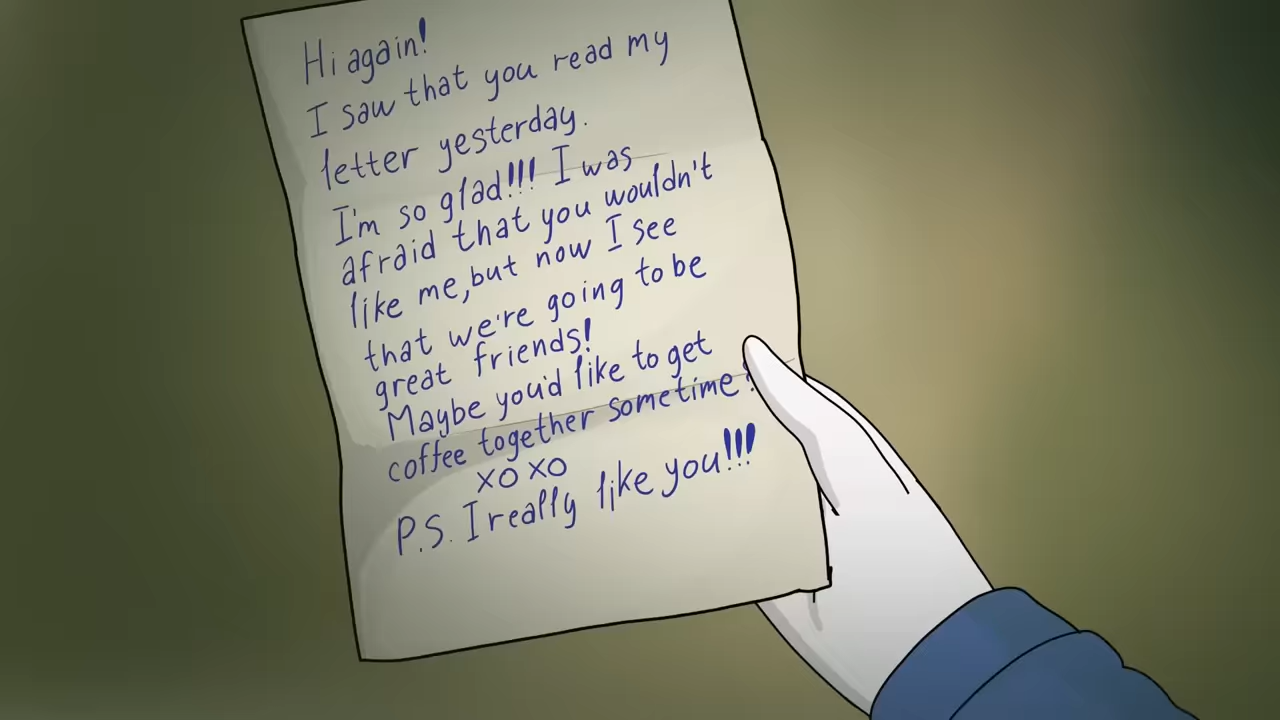 Hi again!
I saw that you read my
letter yesterday.
I'm so glad!!! I was
afraid that you wouldn't
like me, but now I see
that we're going to be
great friends!
Maybe you'd like to get
coffee together sometime?
XO XO
P.S. I really like you!!!